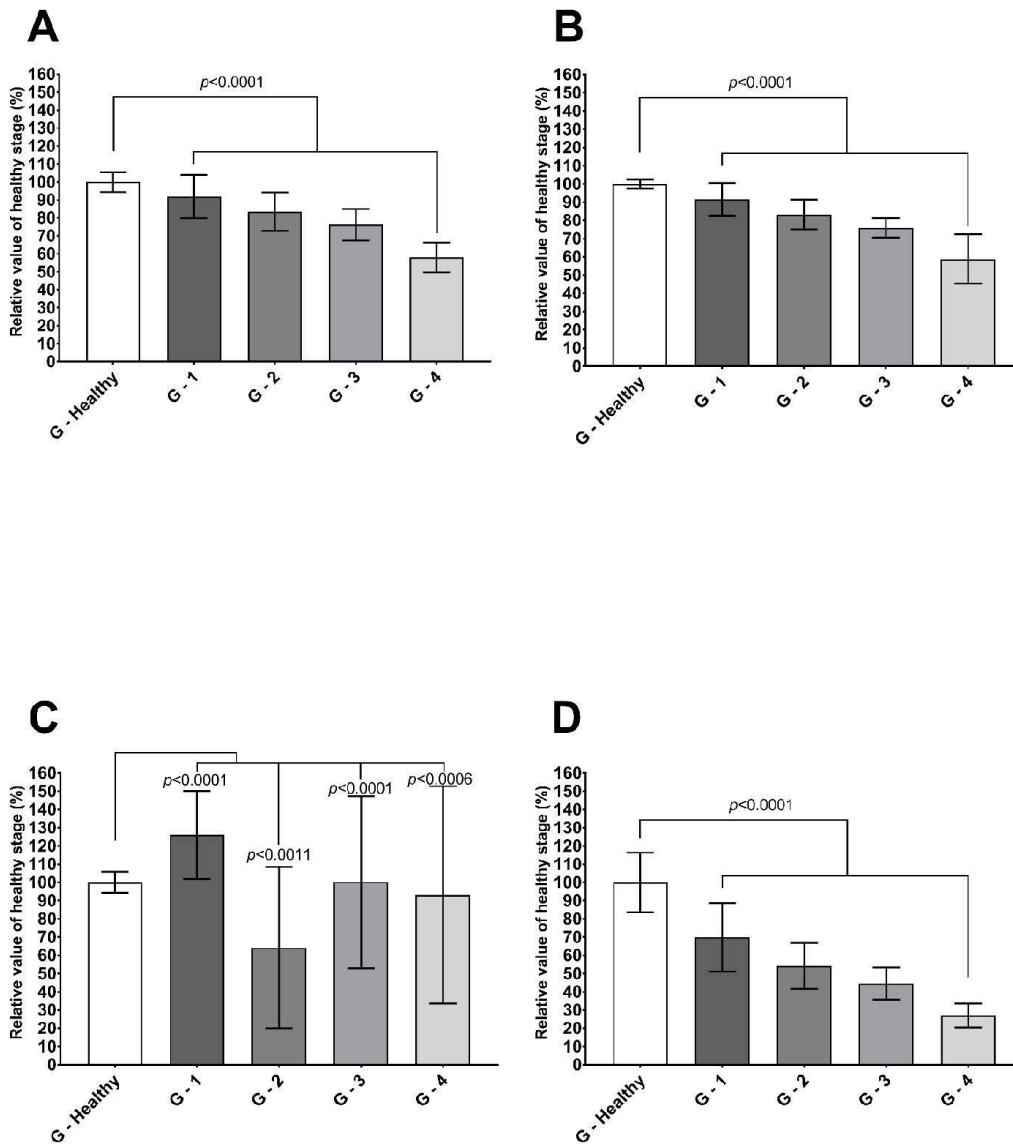 A
Relative value of healthy stage (%)
160
150
140
130
120
110
100
90
80
70
60
50
40
30
20
10
0
p<0.0001
G - Healthy
G - 1
G - 2
G - 3
G - 4
B
Relative value of healthy stage (%)
160
150
140
130
120
110
100
90
80
70
60
50
40
30
20
10
0
p<0.0001
G - Healthy
G - 1
G - 2
G - 3
G - 4
C
Relative value of healthy stage (%)
160
150
140
130
120
110
100
90
80
70
60
50
40
30
20
10
0
p<0.0001
p<0.0011
p<0.0001
p<0.0006
G - Healthy
G - 1
G - 2
G - 3
G - 4
D
Relative value of healthy stage (%)
160
150
140
130
120
110
100
90
80
70
60
50
40
30
20
10
0
p<0.0001
G - Healthy
G - 1
G - 2
G - 3
G - 4